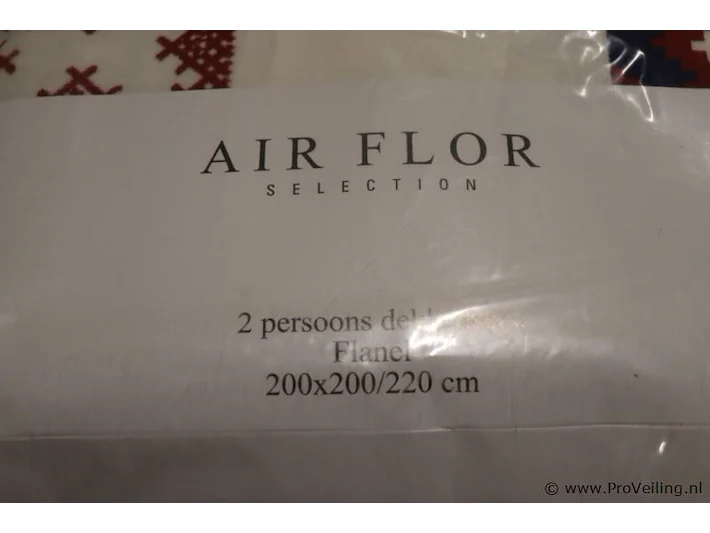 AIR FLOR
SELECTION
2 persoons
Flanel
200x200/220 cm
© www.ProVeiling.nl